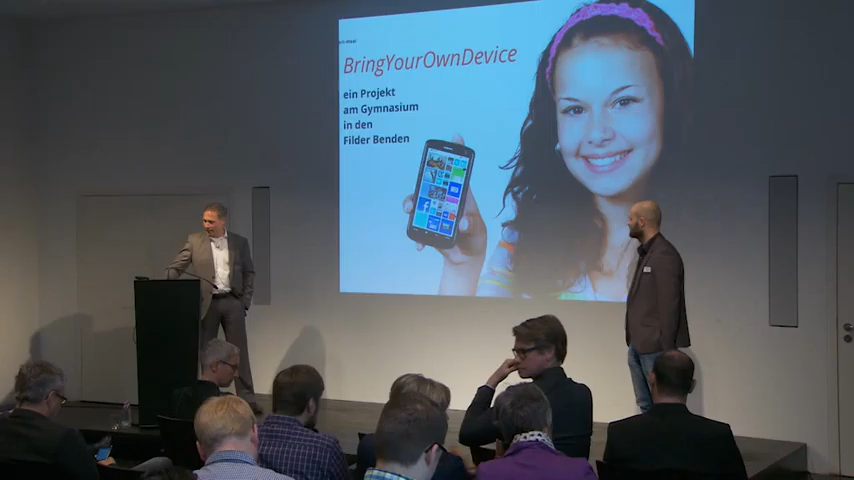 BringYourOwnDevice
ein Projekt
am Gymnasium
in den
Filder Benden